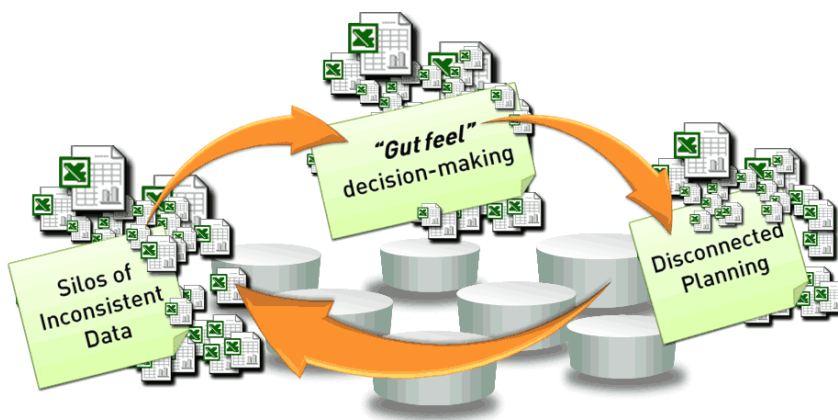 "Gut feel"
decision-making
Silos of
Inconsistent
Data
Disconnected
Planning